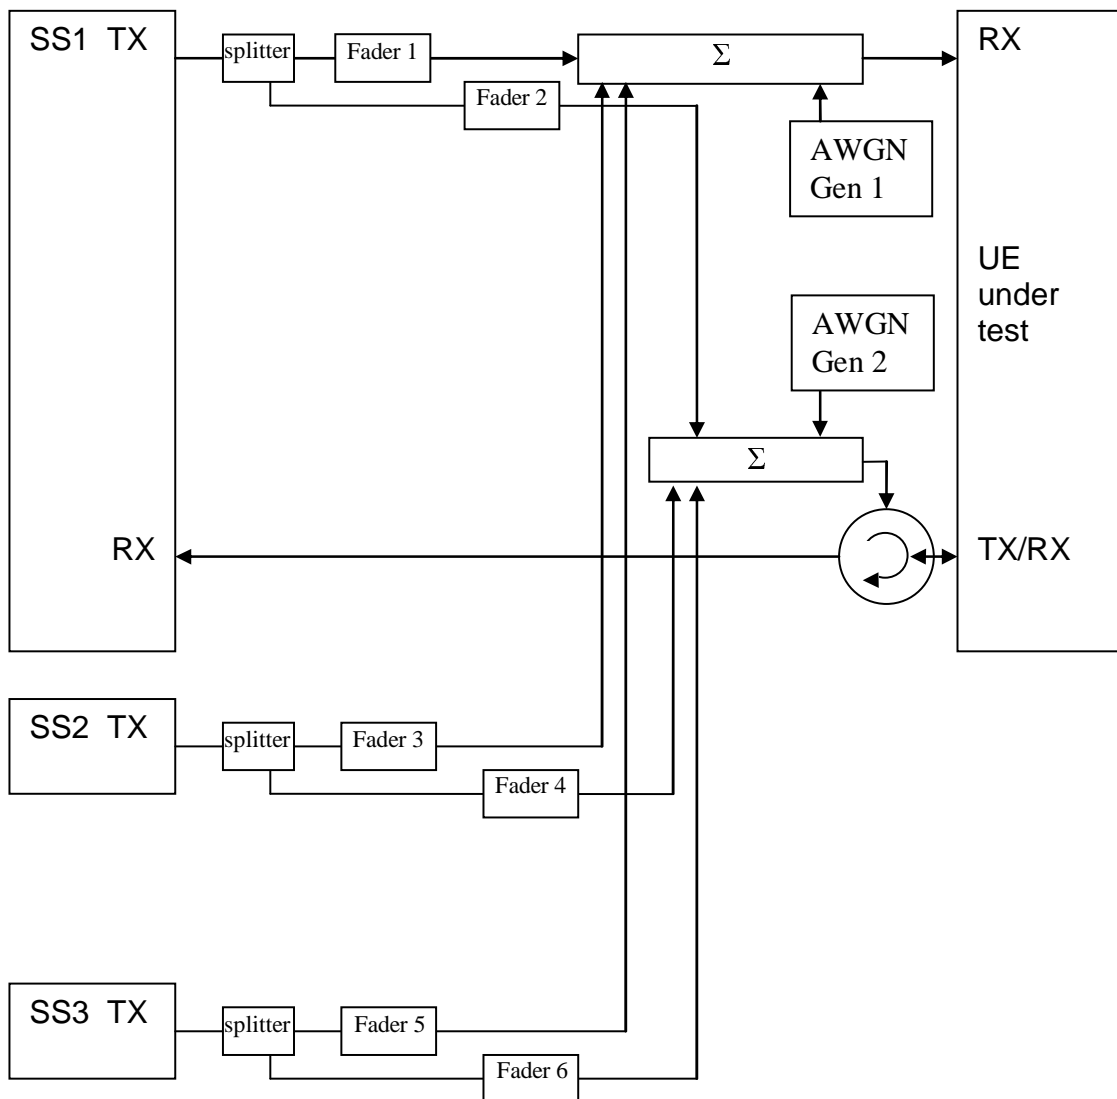 SS1 TX
splitter
Fader 1
Σ
RX
Fader 2
AWGN
Gen 1
UE
under
test
AWGN
Gen 2
Σ
RX
TX/RX
SS2 TX
splitter
Fader 3
Fader 4
SS3 TX
splitter
Fader 5
Fader 6